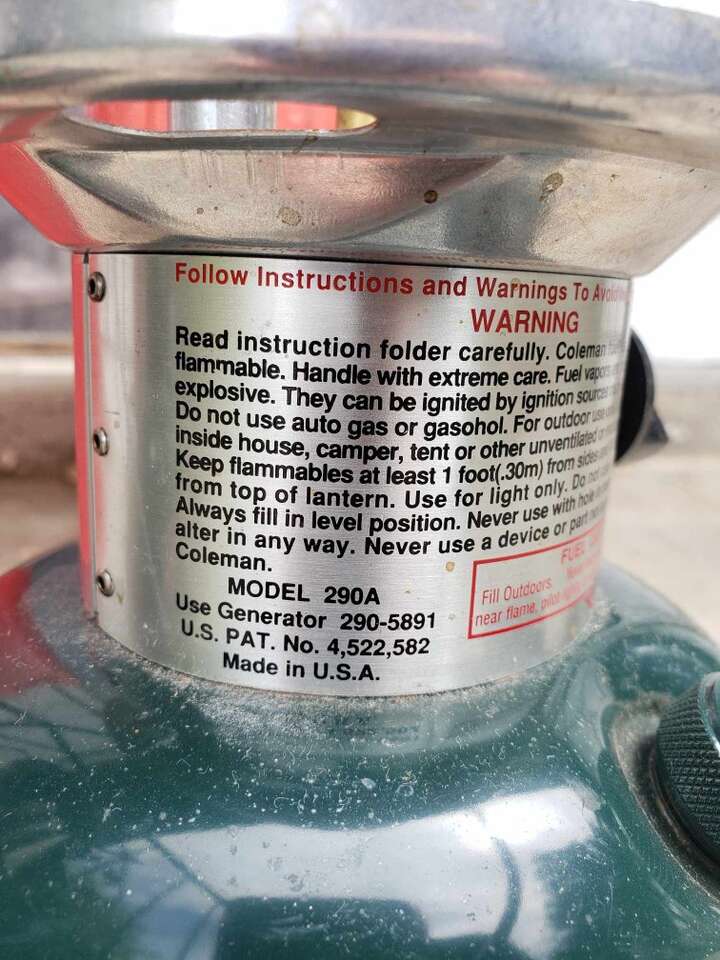 Follow Instructions and Warnings To
WARNING
Read instruction folder carefully. Coleman
flammable. Handle with extreme care. Fuel vapors
explosive. They can be ignited by ignition sources
Do not use auto gas or gasohol. For outdoor use
inside house, camper, tent or other unventilated or
Keep flammables at least 1 foot(.30m) from sides
from top of lantern. Use for light only. Do
Always fill in level position. Never use with
alter in any way. Never use a device or part
Coleman.
MODEL 290A
Use Generator 290-5891
U.S. PAT. No. 4,522,582
Made in U.S.A.
FUEL
Fill Outdoors.
near flame, pilot